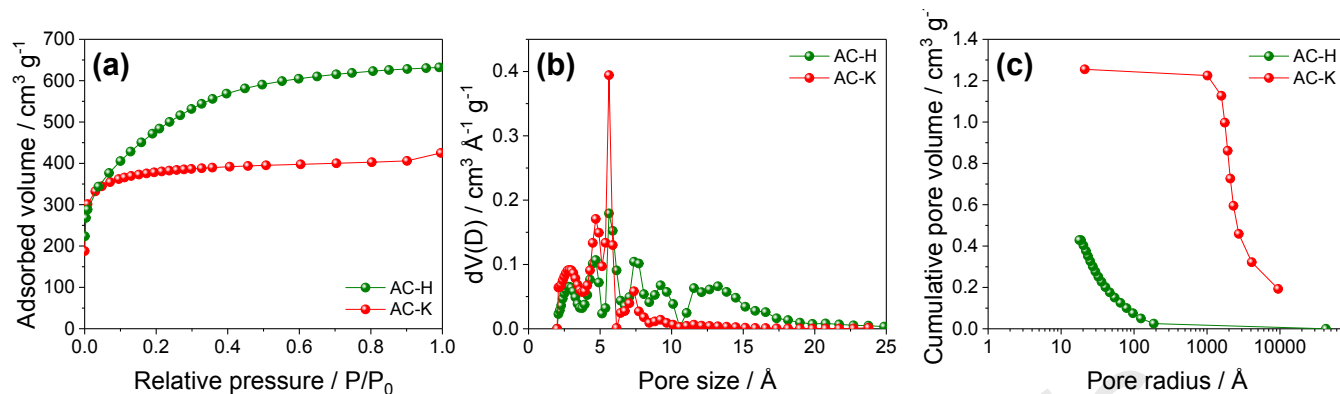 (a)
Adsorbed volume / cm³ g⁻¹
700
600
500
400
300
200
100
0
0.0 0.2 0.4 0.6 0.8 1.0
Relative pressure / P/P₀
AC-H
AC-K
(b)
dV(D) / cm³ Å⁻¹ g⁻¹
0.4
0.3
0.2
0.1
0.0
0 5 10 15 20 25
Pore size / Å
AC-H
AC-K
(c)
Cumulative pore volume / cm³ g⁻¹
1.4
1.2
1.0
0.8
0.6
0.4
0.2
0.0
1 10 100 1000 10000
Pore radius / Å
AC-H
AC-K